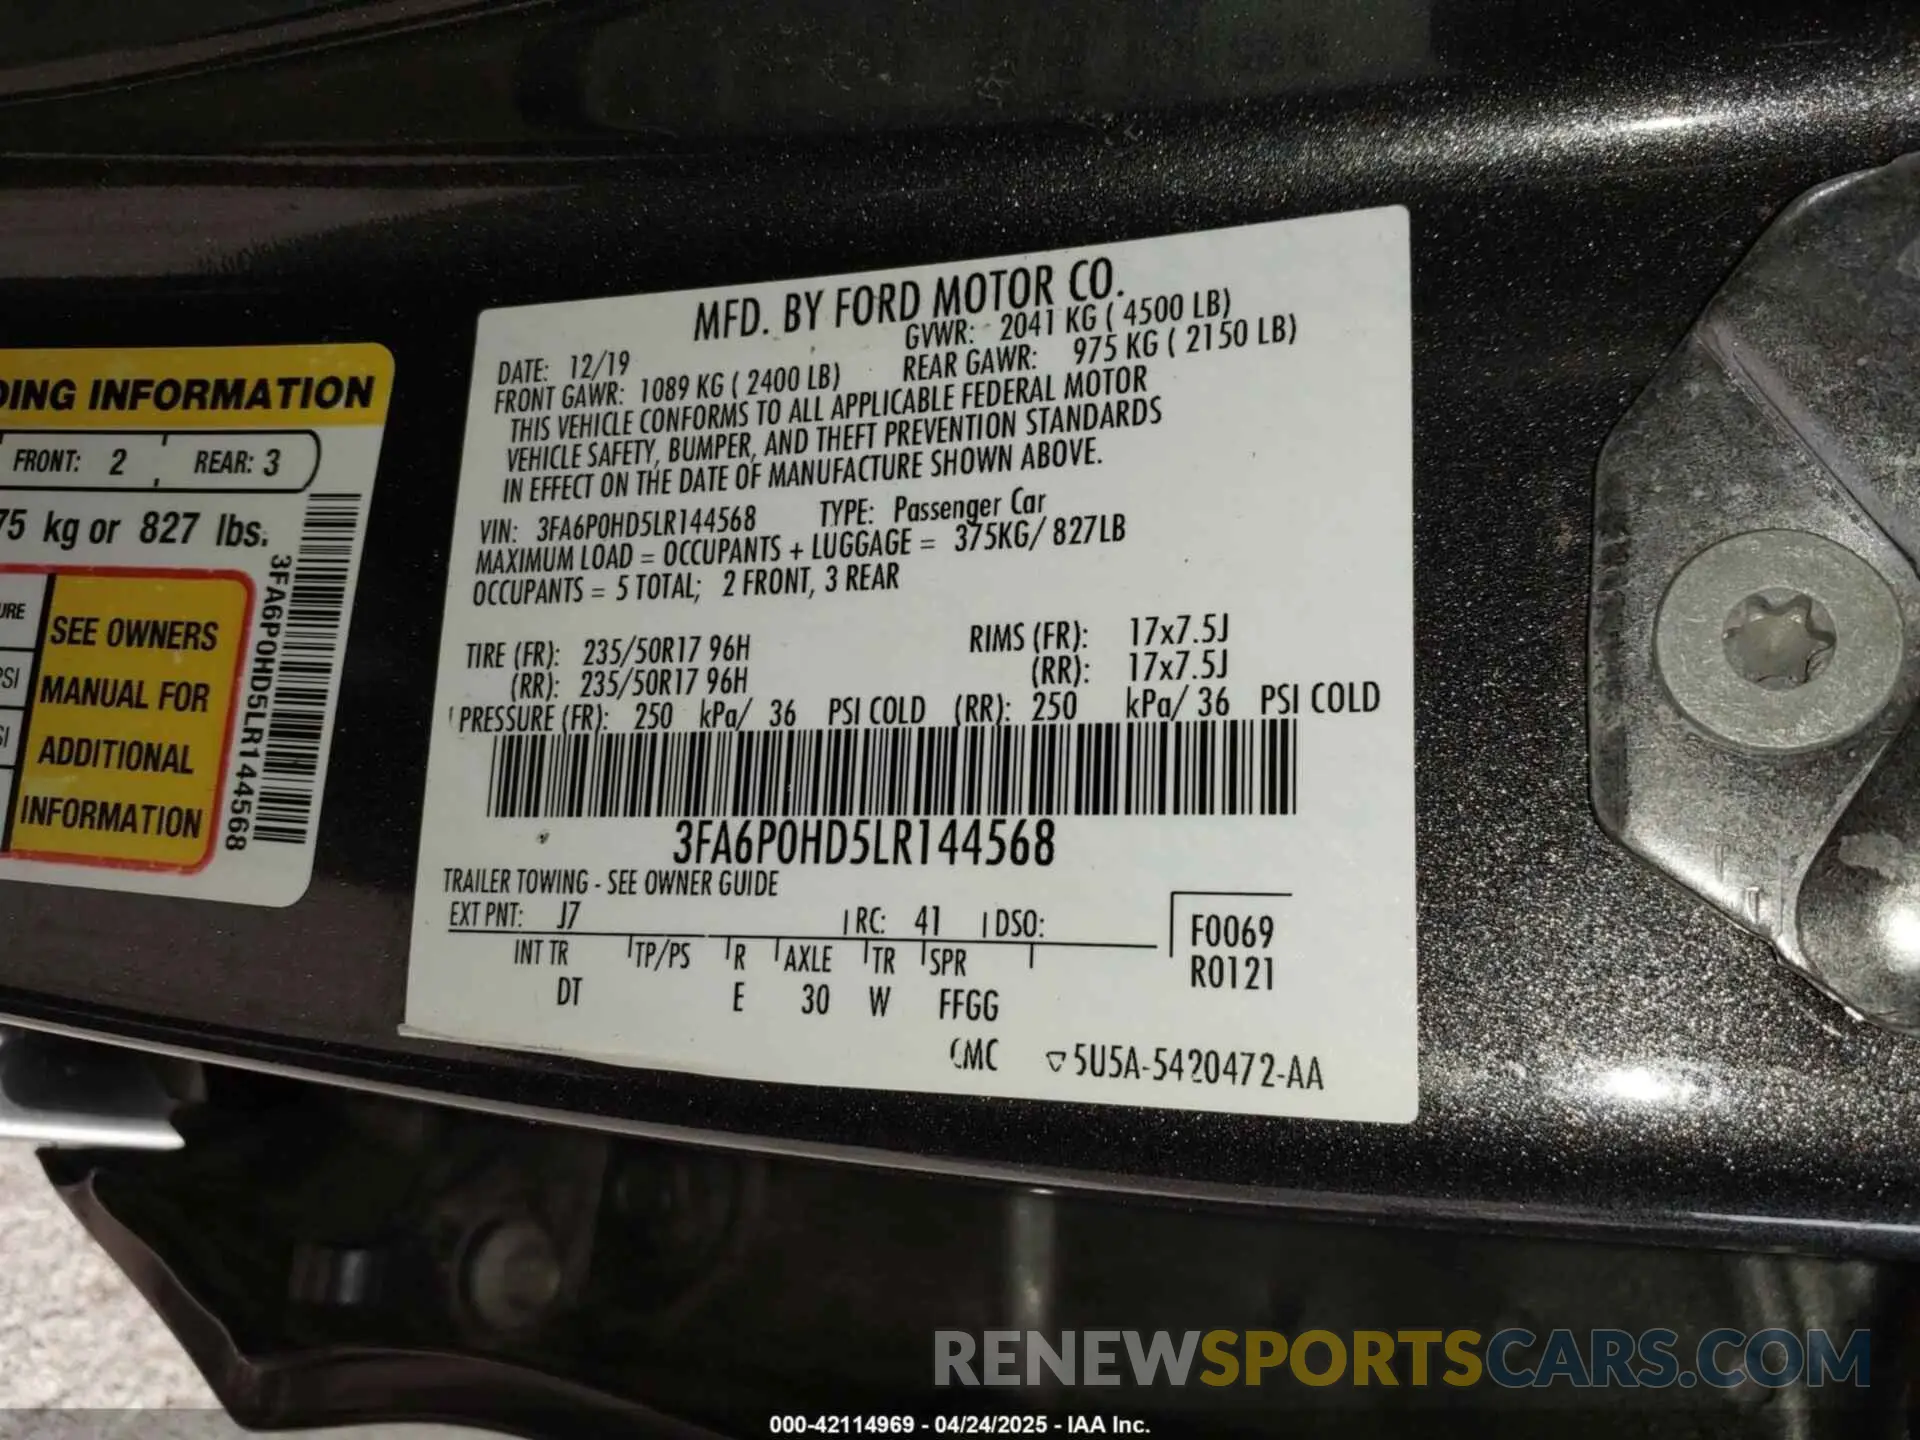 DING INFORMATION
FRONT: 2 REAR: 3
75 kg or 827 lbs.
URE
PSI
SI
SEE OWNERS
MANUAL FOR
ADDITIONAL
INFORMATION
3FA6P0HD5LR144568
MFD. BY FORD MOTOR CO.
DATE: 12/19 GVWR: 2041 KG ( 4500 LB)
FRONT GAWR: 1089 KG ( 2400 LB) REAR GAWR: 975 KG ( 2150 LB)
THIS VEHICLE CONFORMS TO ALL APPLICABLE FEDERAL MOTOR
VEHICLE SAFETY, BUMPER, AND THEFT PREVENTION STANDARDS
IN EFFECT ON THE DATE OF MANUFACTURE SHOWN ABOVE.
VIN: 3FA6P0HD5LR144568 TYPE: Passenger Car
MAXIMUM LOAD = OCCUPANTS + LUGGAGE = 375KG/ 827LB
OCCUPANTS = 5 TOTAL; 2 FRONT, 3 REAR
TIRE (FR): 235/50R17 96H RIMS (FR): 17x7.5J
(RR): 235/50R17 96H (RR): 17x7.5J
PRESSURE (FR): 250 kPa/ 36 PSI COLD (RR): 250 kPa/ 36 PSI COLD
3FA6P0HD5LR144568
TRAILER TOWING - SEE OWNER GUIDE
EXT PNT: J7 RC: 41 DSO:
INT TR TP/PS R AXLE TR SPR
DT E 30 W FFGG
F0069
R0121
CMC 5U5A-5420472-AA
RENEWSPORTSCARS.COM
000-42114969 - 04/24/2025 - IAA Inc.